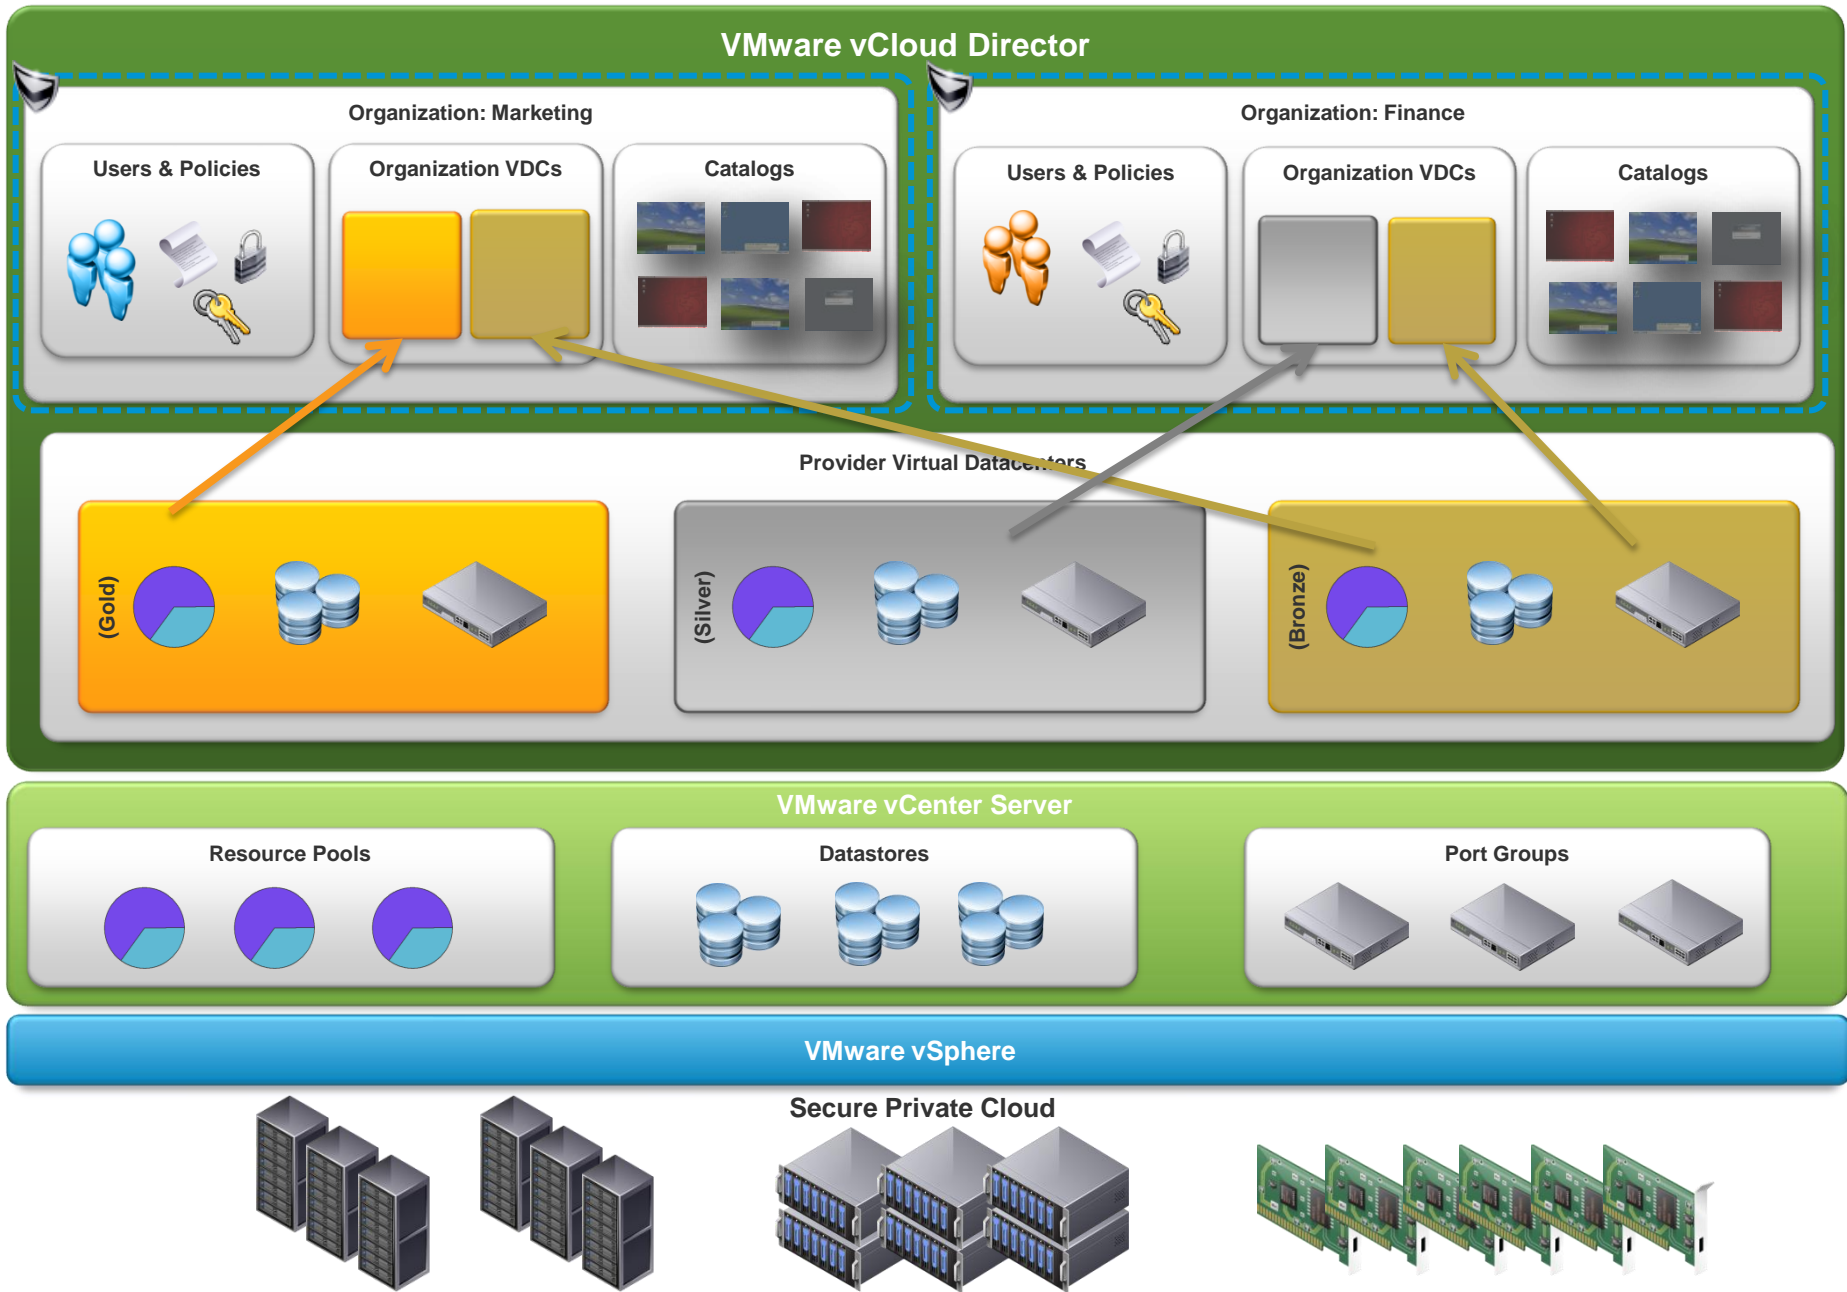 VMware vCloud Director
Organization: Marketing
Users & Policies
Organization VDCs
Catalogs
Organization: Finance
Users & Policies
Organization VDCs
Catalogs
Provider Virtual Datacenters
(Gold)
(Silver)
(Bronze)
VMware vCenter Server
Resource Pools
Datastores
Port Groups
VMware vSphere
Secure Private Cloud